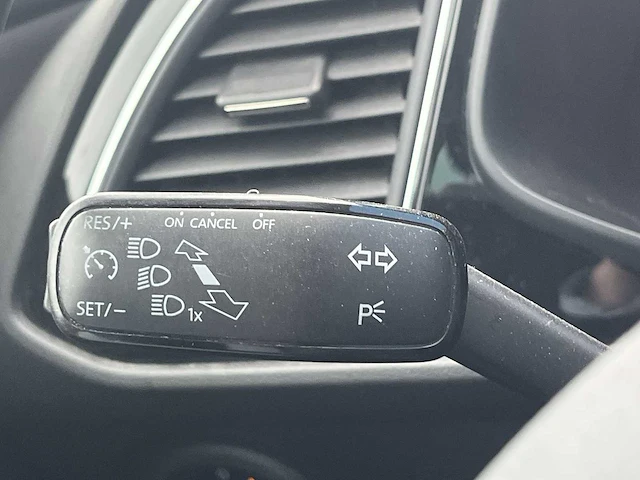 RES/+ ON CANCEL OFF
SET/− 1x P